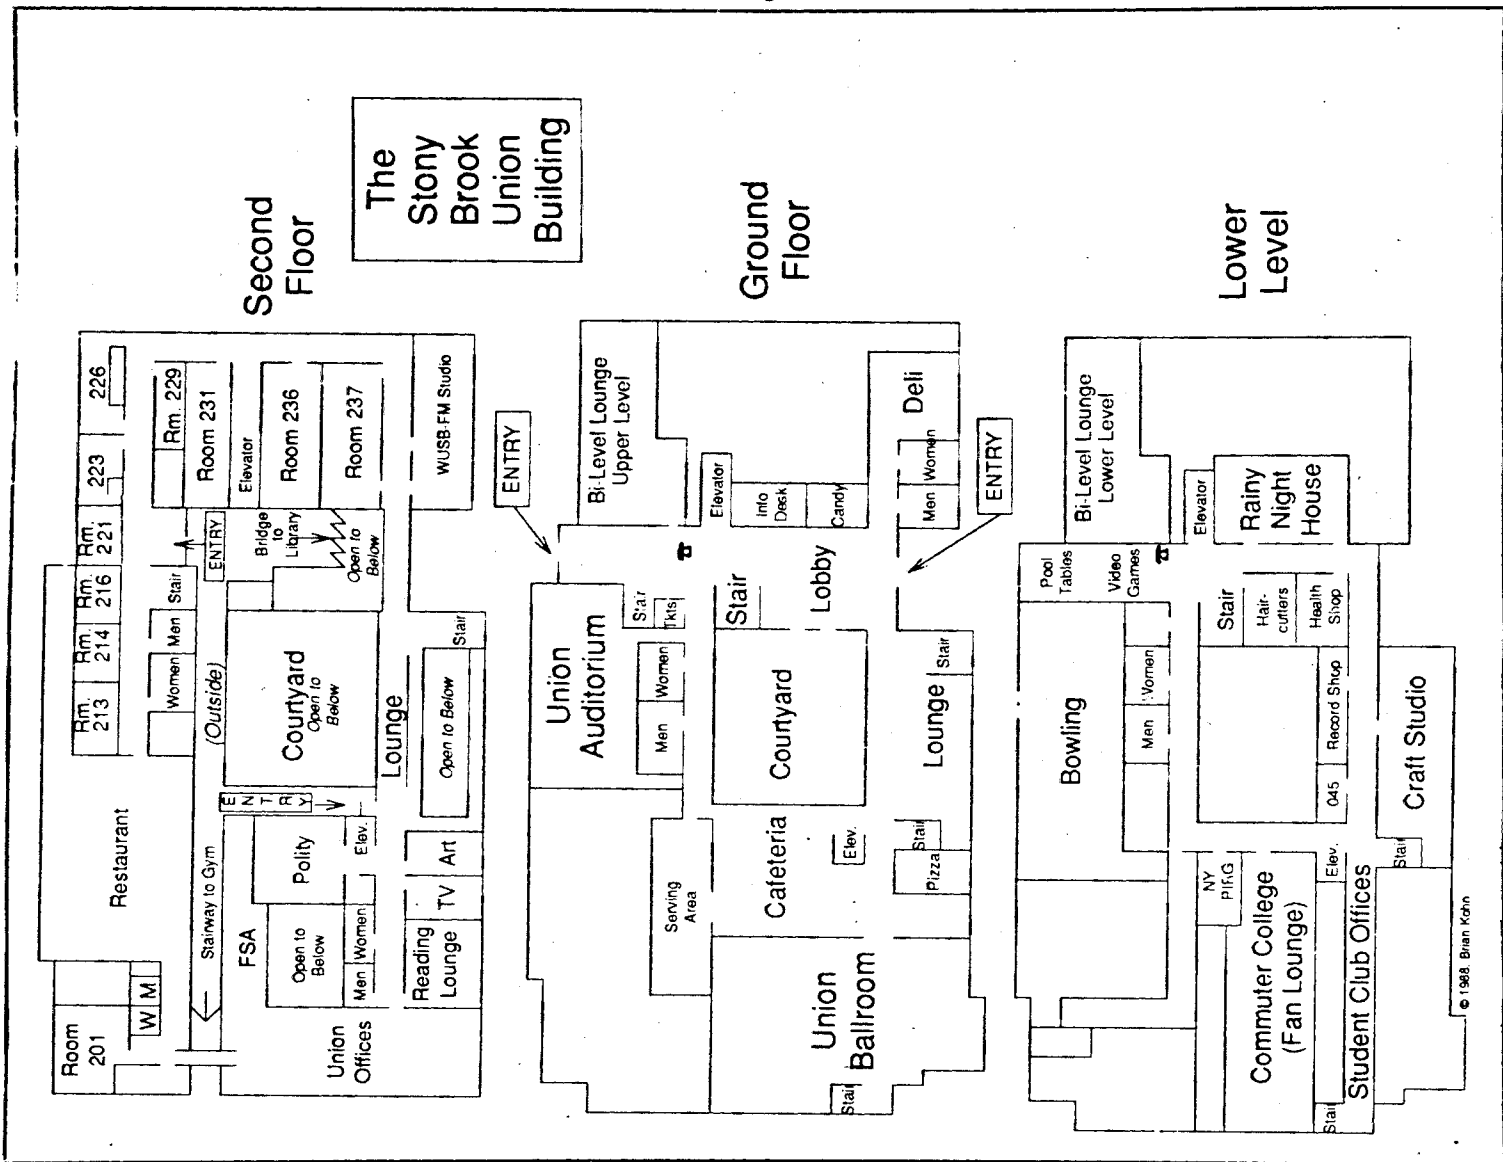 The
Stony
Brook
Union
Building
Second
Floor
Room
201
W
M
Restaurant
Rm.
213
Rm.
214
Rm.
216
Rm.
221
223
226
Women
Men
Stair
Rm. 229
Room 231
Elevator
Room 236
Room 237
WUSB-FM Studio
Stairway to Gym
(Outside)
ENTRY
Bridge
to
Library
Open to
Below
Courtyard
Open to
Below
ENTRY
FSA
Polity
Elev.
Open to
Below
Men
Women
Union
Offices
Reading
Lounge
TV
Art
Lounge
Open to Below
Stair
Ground
Floor
ENTRY
Bi-Level Lounge
Upper Level
Union
Auditorium
Stair
Tkts
Men
Women
Elevator
Info
Desk
Candy
Deli
Men
Women
ENTRY
Stair
Lobby
Courtyard
Lounge
Stair
Serving
Area
Cafeteria
Elev.
Stair
Pizza
Union
Ballroom
Stair
Lower
Level
Bi-Level Lounge
Lower Level
Pool
Tables
Video
Games
Bowling
Men
Women
Elevator
Rainy
Night
House
Stair
Hair-
cutters
Health
Shop
Record Shop
045
Craft Studio
Stair
NY
PIRG
Elev.
Commuter College
(Fan Lounge)
Student Club Offices
Stair
© 1988, Brian Kohn